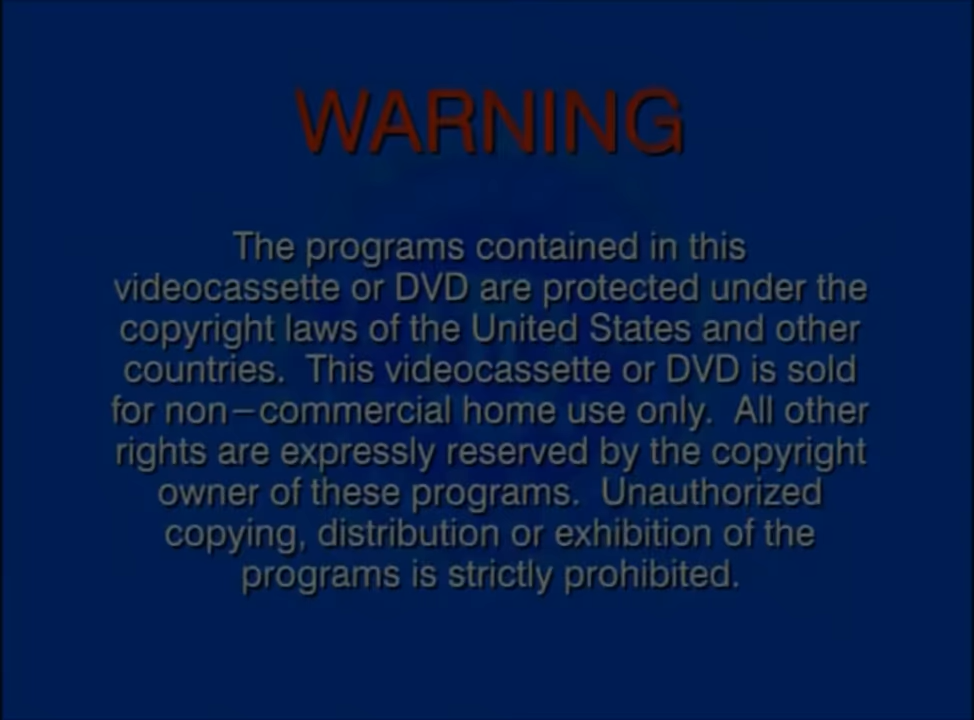 WARNING
The programs contained in this
videocassette or DVD are protected under the
copyright laws of the United States and other
countries.  This videocassette or DVD is sold
for non–commercial home use only.  All other
rights are expressly reserved by the copyright
owner of these programs.  Unauthorized
copying, distribution or exhibition of the
programs is strictly prohibited.